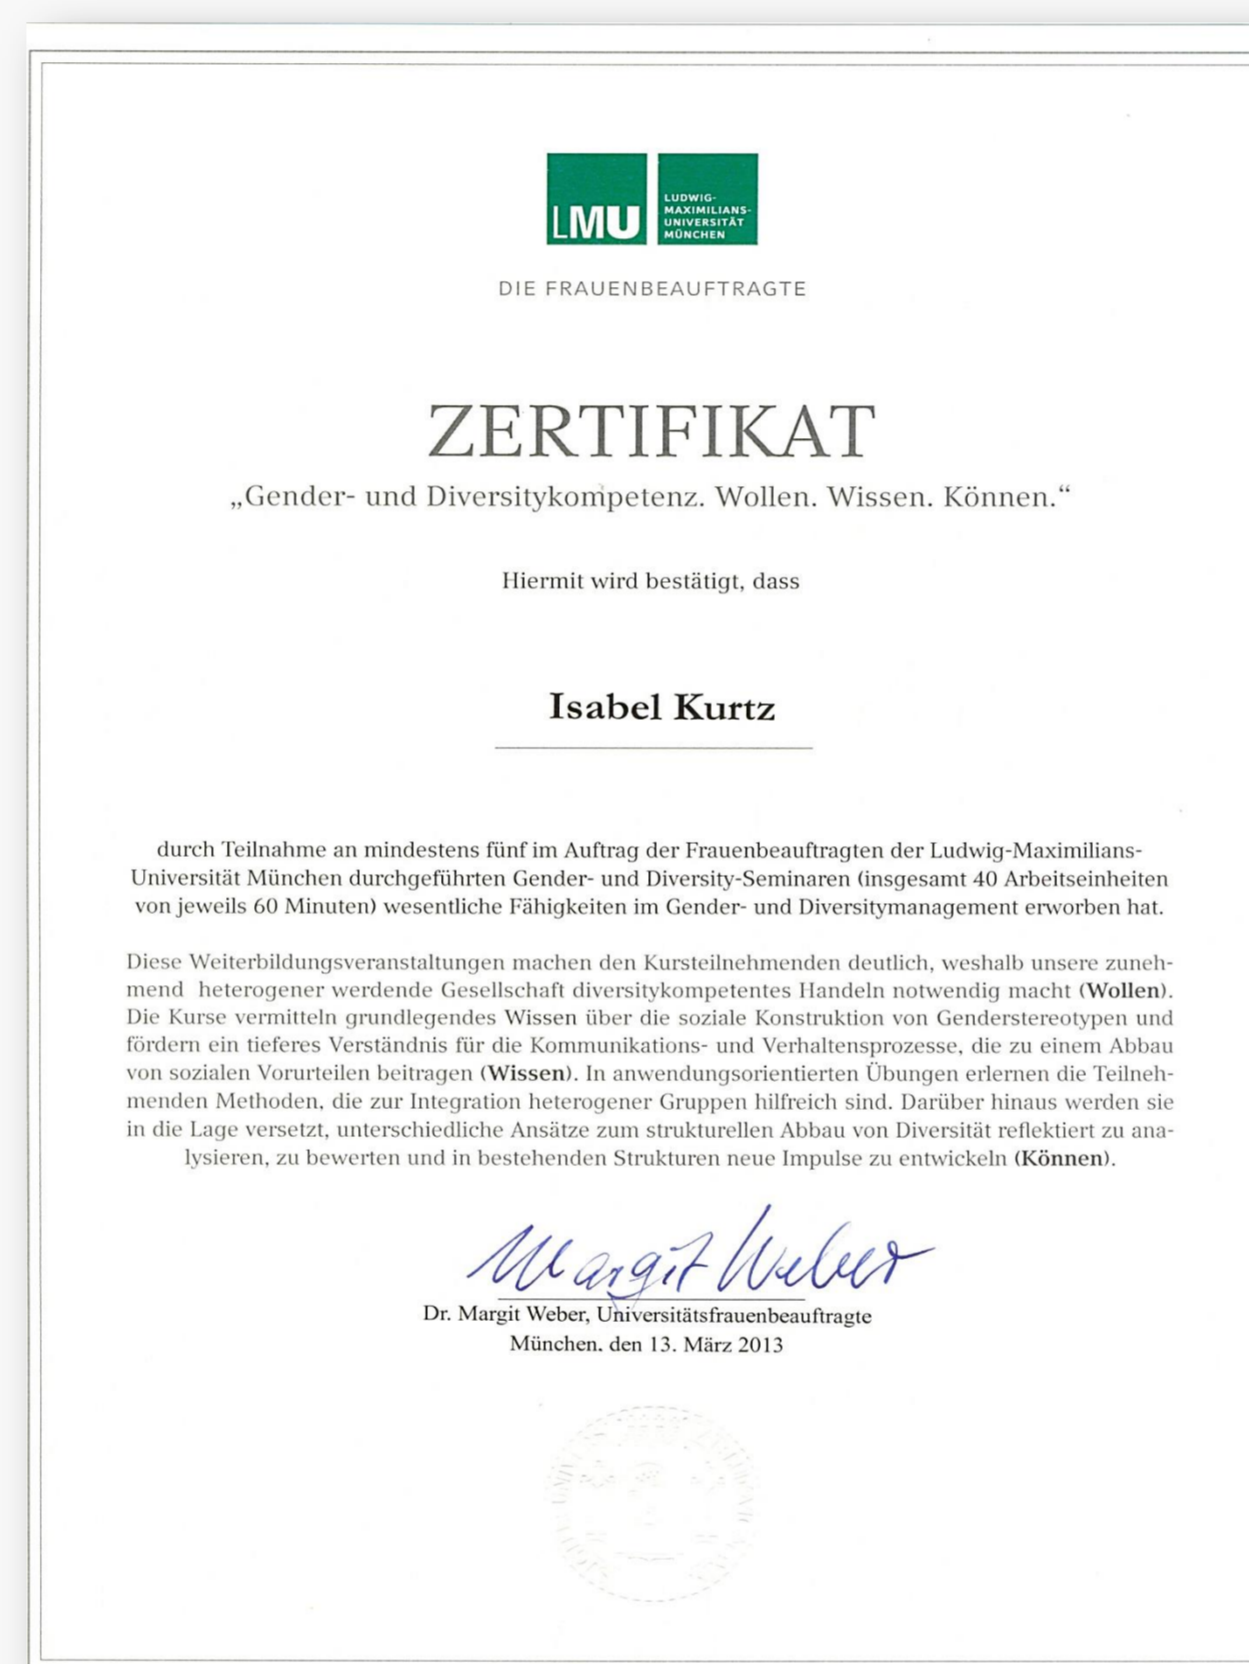 LMU
LUDWIG-
MAXIMILIANS-
UNIVERSITÄT
MÜNCHEN
DIE FRAUENBEAUFTRAGTE
ZERTIFIKAT
„Gender- und Diversitykompetenz. Wollen. Wissen. Können.“
Hiermit wird bestätigt, dass
Isabel Kurtz
durch Teilnahme an mindestens fünf im Auftrag der Frauenbeauftragten der Ludwig-Maximilians-
Universität München durchgeführten Gender- und Diversity-Seminaren (insgesamt 40 Arbeitseinheiten
von jeweils 60 Minuten) wesentliche Fähigkeiten im Gender- und Diversitymanagement erworben hat.
Diese Weiterbildungsveranstaltungen machen den Kursteilnehmenden deutlich, weshalb unsere zuneh-
mend heterogener werdende Gesellschaft diversitykompetentes Handeln notwendig macht (Wollen).
Die Kurse vermitteln grundlegendes Wissen über die soziale Konstruktion von Genderstereotypen und
fördern ein tieferes Verständnis für die Kommunikations- und Verhaltensprozesse, die zu einem Abbau
von sozialen Vorurteilen beitragen (Wissen). In anwendungsorientierten Übungen erlernen die Teilneh-
menden Methoden, die zur Integration heterogener Gruppen hilfreich sind. Darüber hinaus werden sie
in die Lage versetzt, unterschiedliche Ansätze zum strukturellen Abbau von Diversität reflektiert zu ana-
lysieren, zu bewerten und in bestehenden Strukturen neue Impulse zu entwickeln (Können).
Margit Weber
Dr. Margit Weber, Universitätsfrauenbeauftragte
München. den 13. März 2013